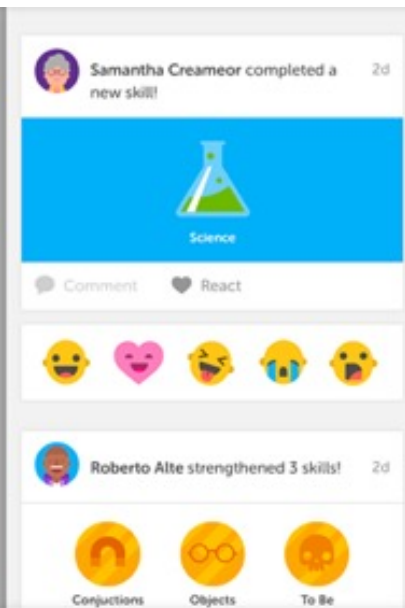 Samantha Creameor completed a 2d
new skill!
Science
Comment React
Roberto Alte strengthened 3 skills! 2d
Conjuctions Objects To Be